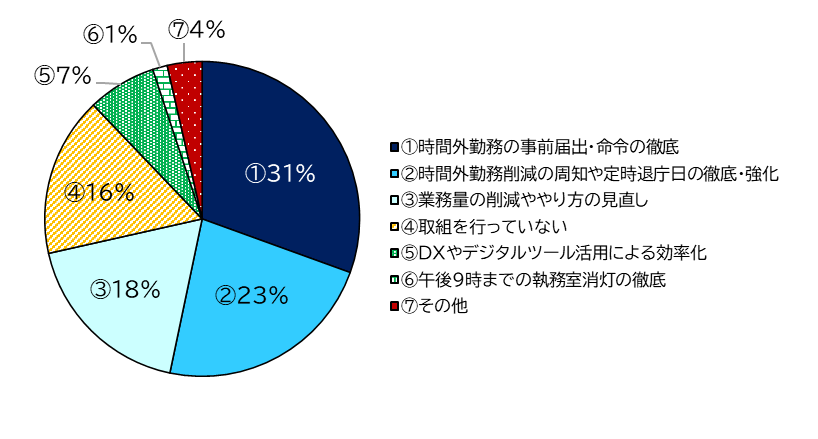 ⑦4%
⑥1%
⑤7%
①31%
④16%
③18%
②23%
①時間外勤務の事前届出・命令の徹底
②時間外勤務削減の周知や定時退庁日の徹底・強化
③業務量の削減ややり方の見直し
④取組を行っていない
⑤DXやデジタルツール活用による効率化
⑥午後9時までの執務室消灯の徹底
⑦その他